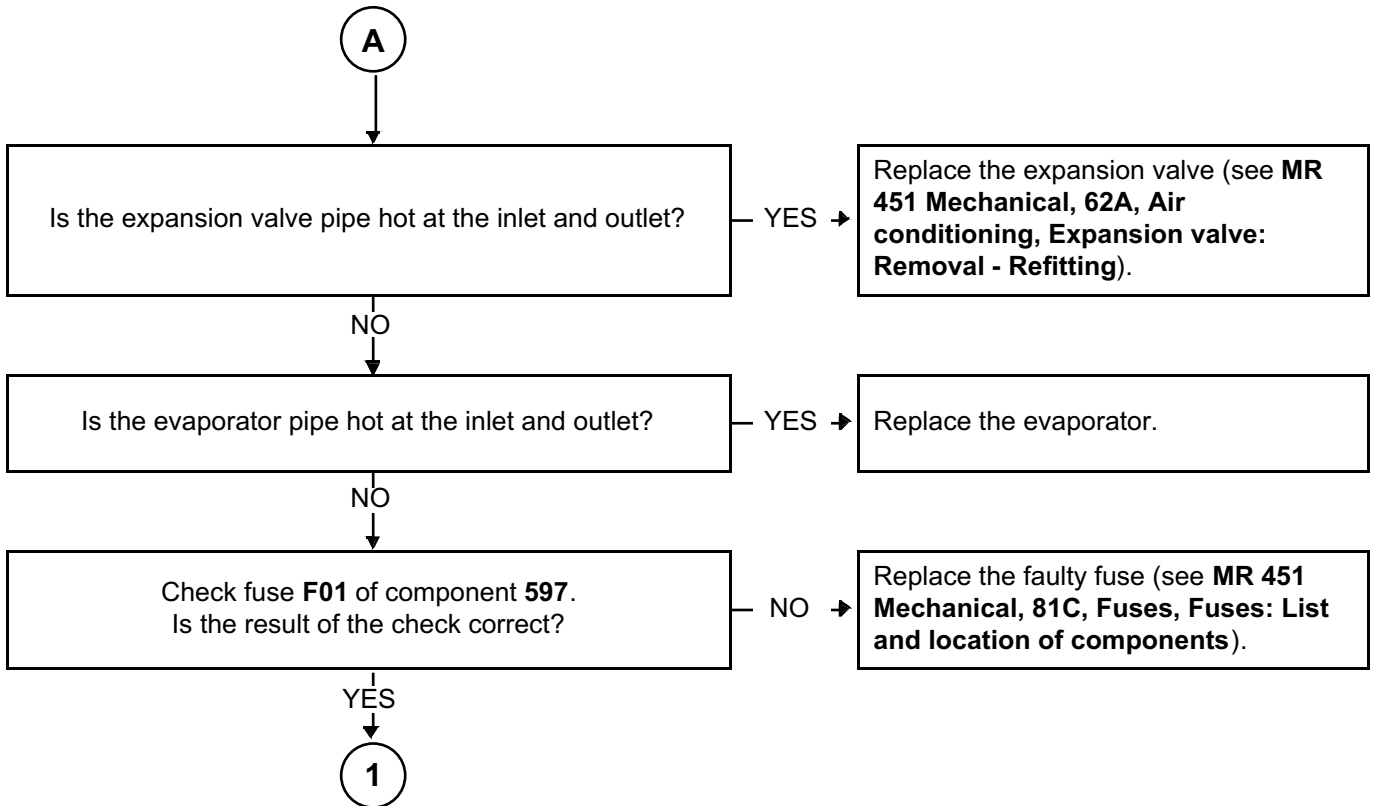 A
Is the expansion valve pipe hot at the inlet and outlet?
YES
Replace the expansion valve (see MR
451 Mechanical, 62A, Air
conditioning, Expansion valve:
Removal - Refitting).
NO
Is the evaporator pipe hot at the inlet and outlet?
YES
Replace the evaporator.
NO
Check fuse F01 of component 597.
Is the result of the check correct?
NO
Replace the faulty fuse (see MR 451
Mechanical, 81C, Fuses, Fuses: List
and location of components).
YES
1